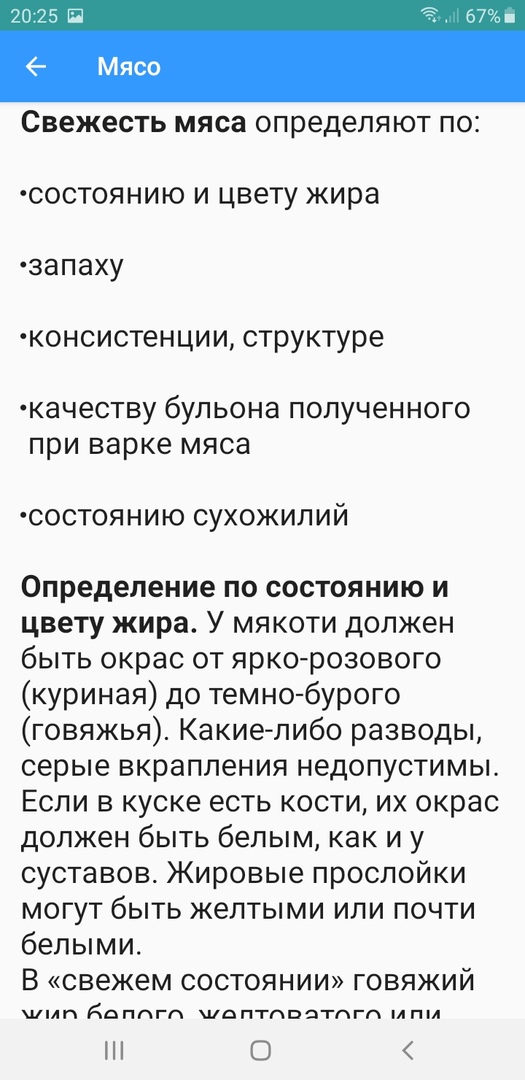 20:25 67%
Мясо
Свежесть мяса определяют по:
•состоянию и цвету жира
•запаху
•консистенции, структуре
•качеству бульона полученного
при варке мяса
•состоянию сухожилий
Определение по состоянию и
цвету жира. У мякоти должен
быть окрас от ярко-розового
(куриная) до темно-бурого
(говяжья). Какие-либо разводы,
серые вкрапления недопустимы.
Если в куске есть кости, их окрас
должен быть белым, как и у
суставов. Жировые прослойки
могут быть желтыми или почти
белыми.
В «свежем состоянии» говяжий
жир белого, желтоватого или